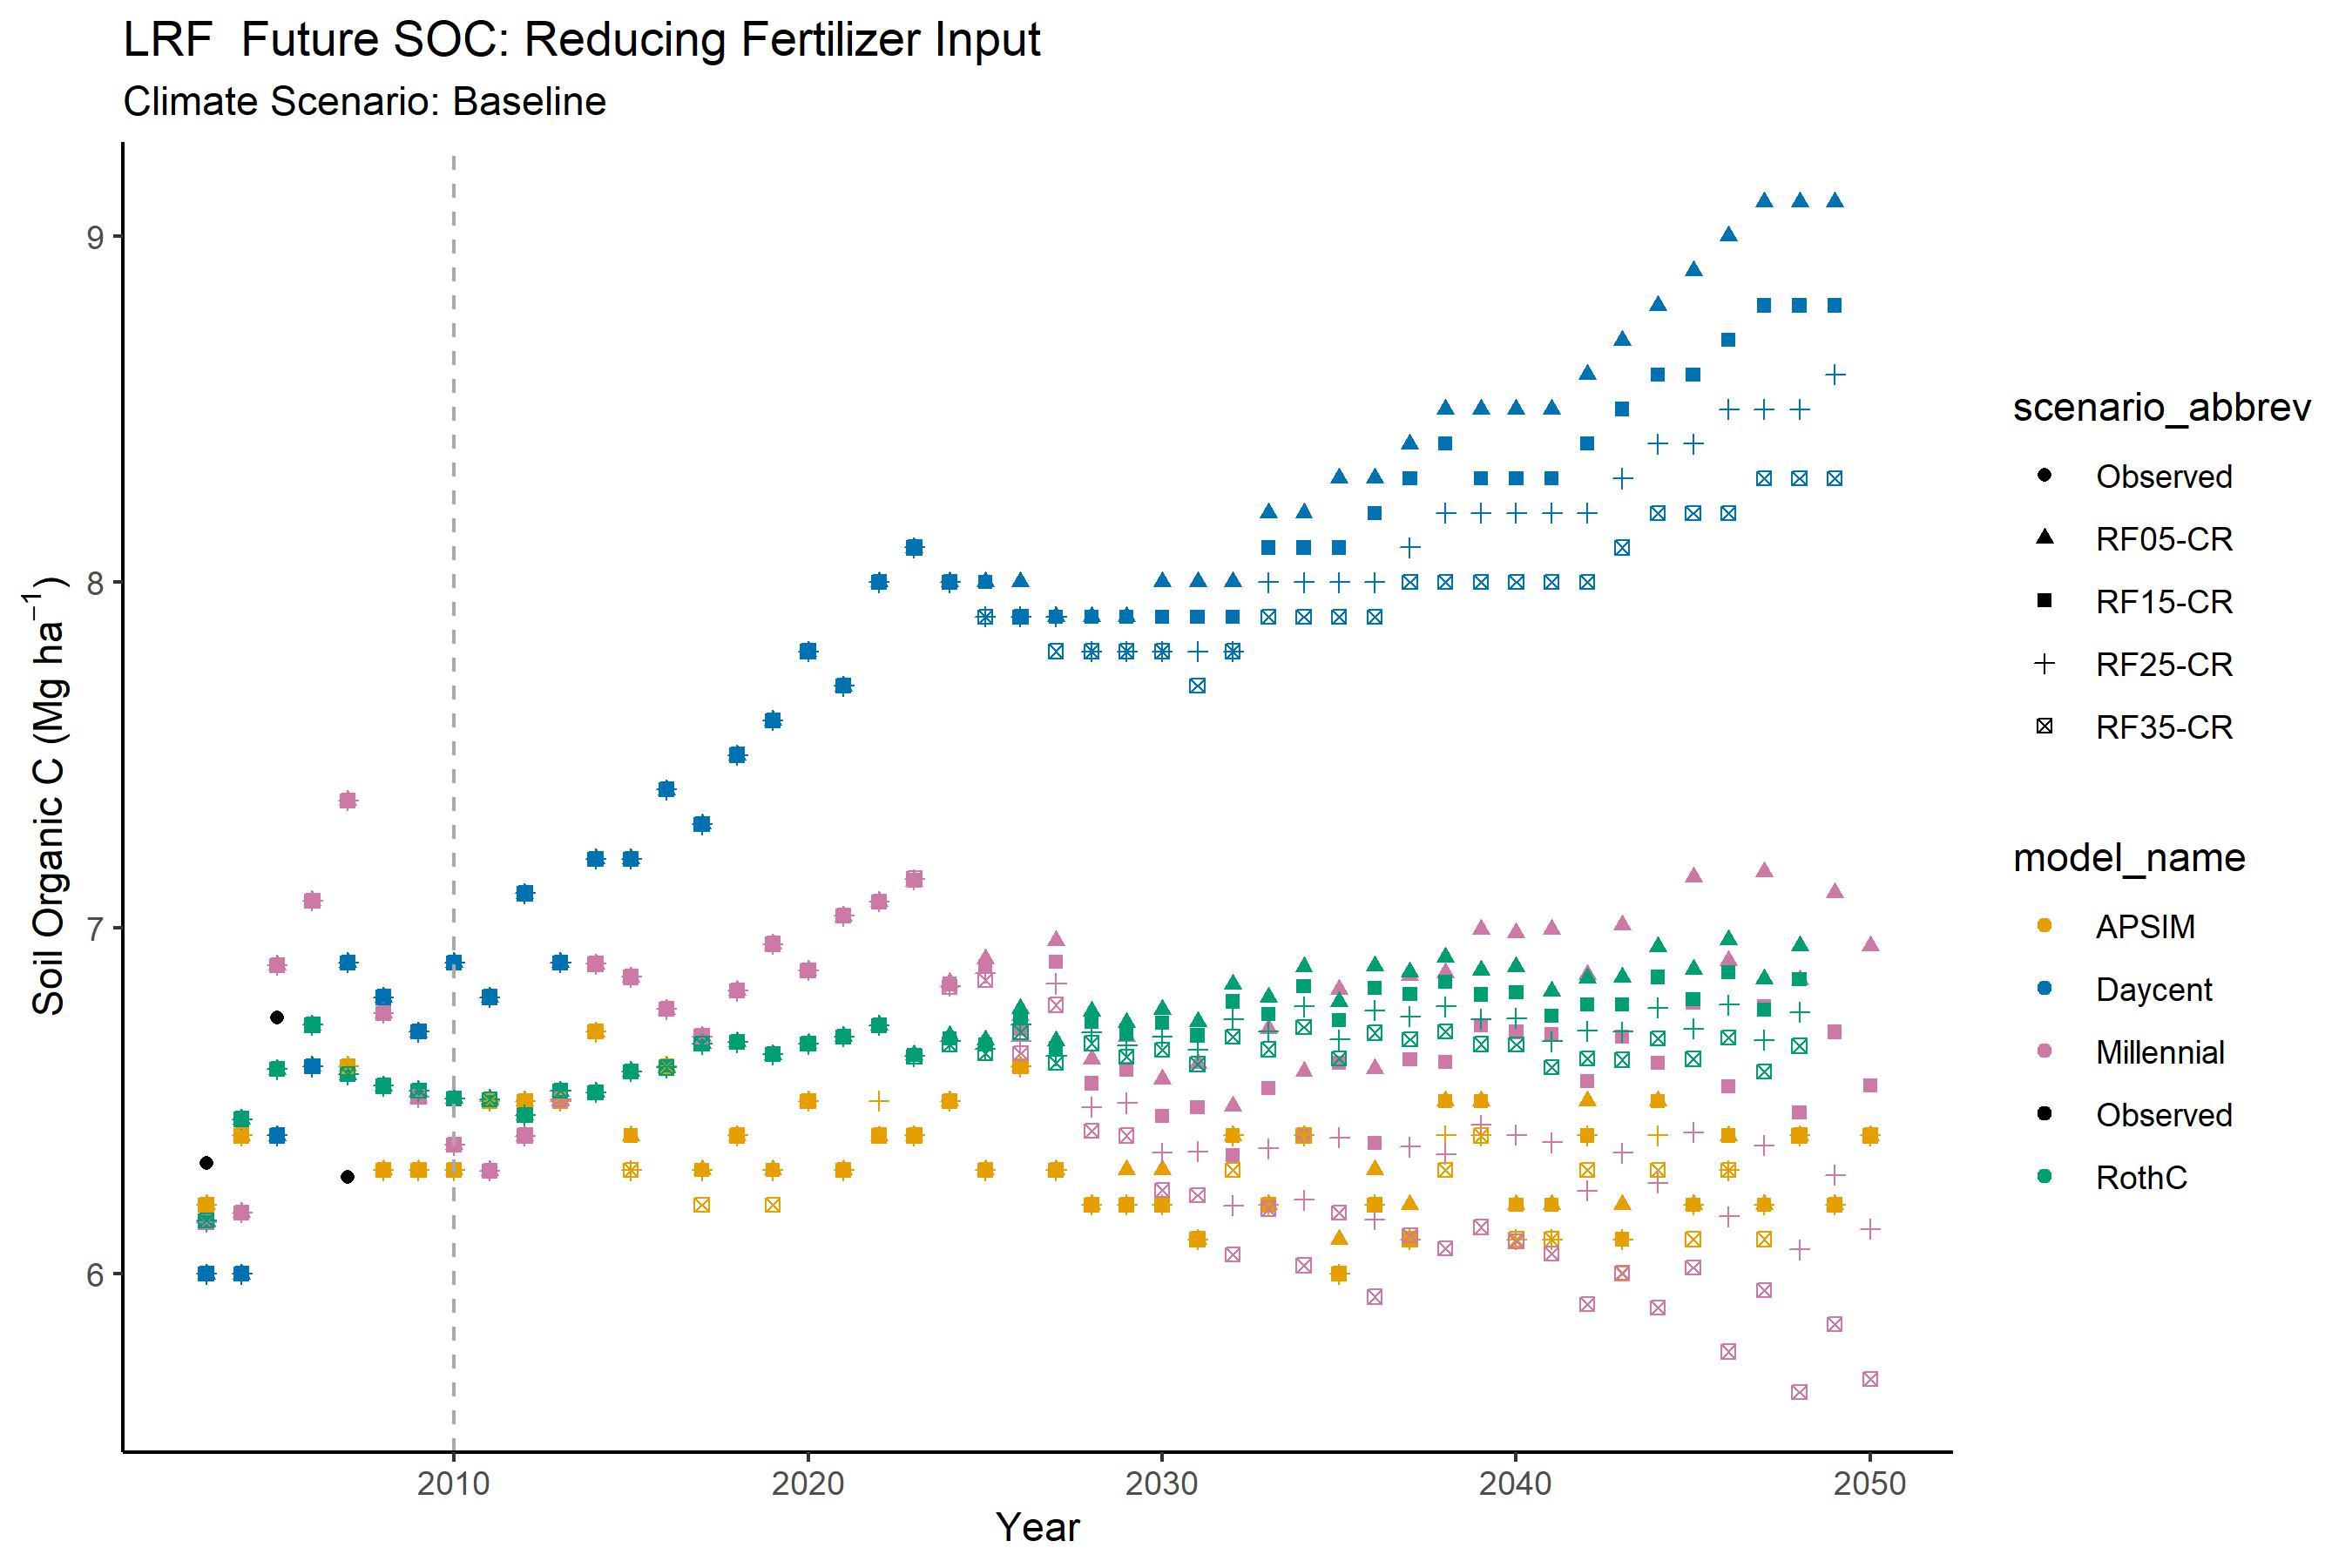 LRF  Future SOC: Reducing Fertilizer Input
Climate Scenario: Baseline
Soil Organic C (Mg ha⁻¹)
9
8
7
6
2010
2020
2030
2040
2050
Year
scenario_abbrev
Observed
RF05-CR
RF15-CR
RF25-CR
RF35-CR
model_name
APSIM
Daycent
Millennial
Observed
RothC